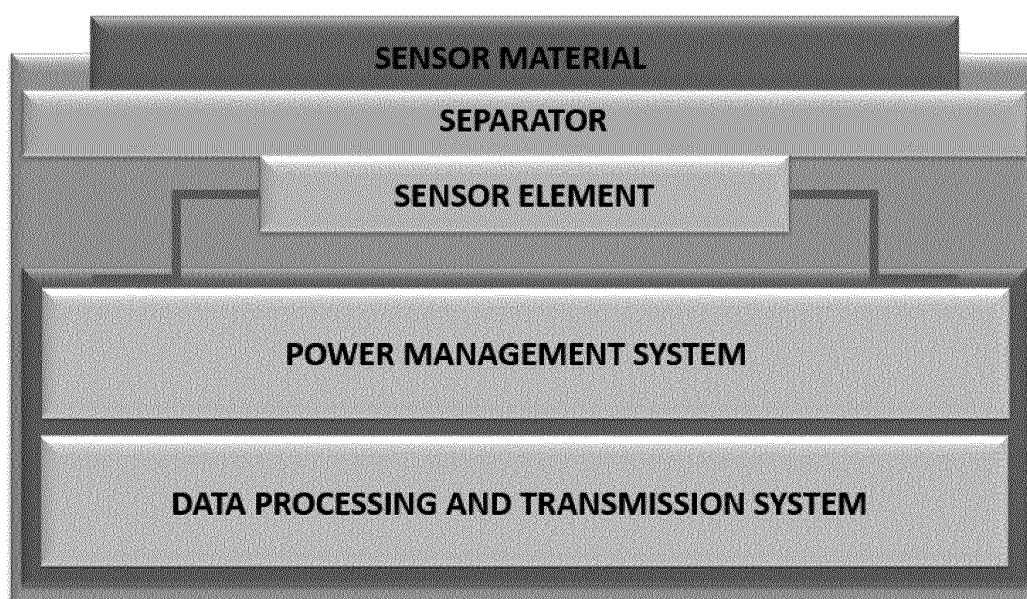 SENSOR MATERIAL
SEPARATOR
SENSOR ELEMENT
POWER MANAGEMENT SYSTEM
DATA PROCESSING AND TRANSMISSION SYSTEM